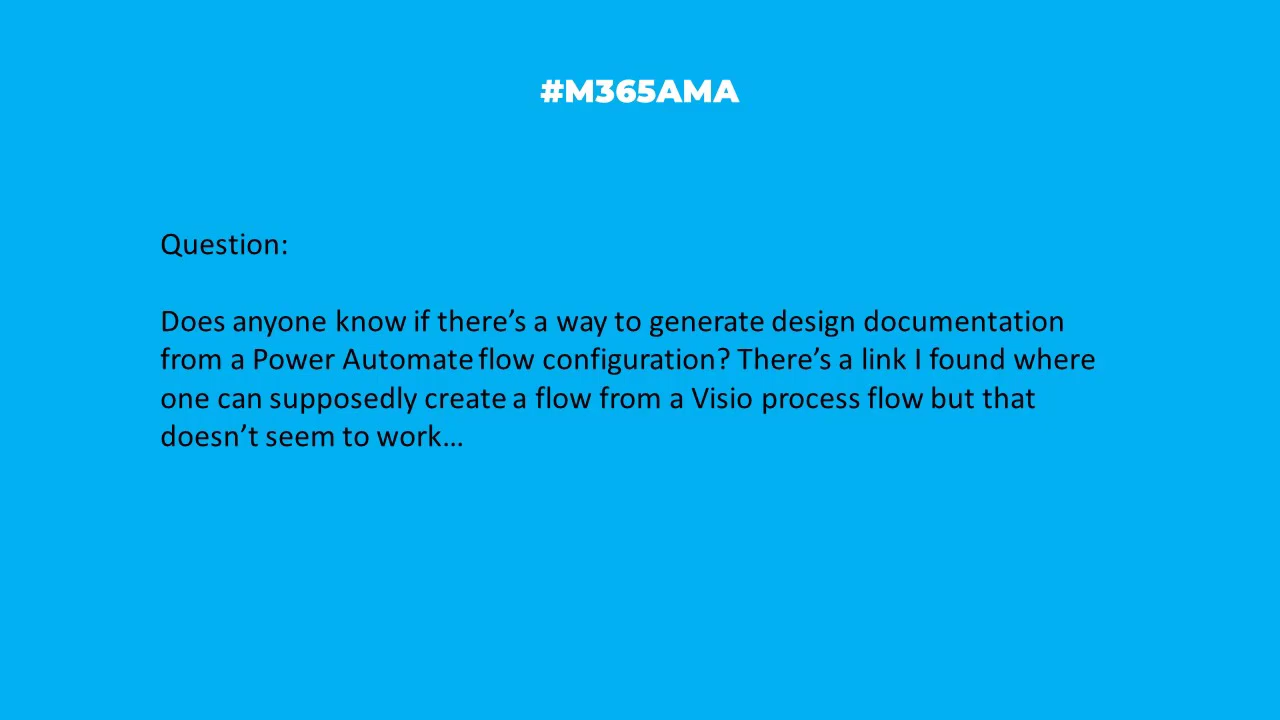 #M365AMA
Question:
Does anyone know if there’s a way to generate design documentation
from a Power Automate flow configuration? There’s a link I found where
one can supposedly create a flow from a Visio process flow but that
doesn’t seem to work…